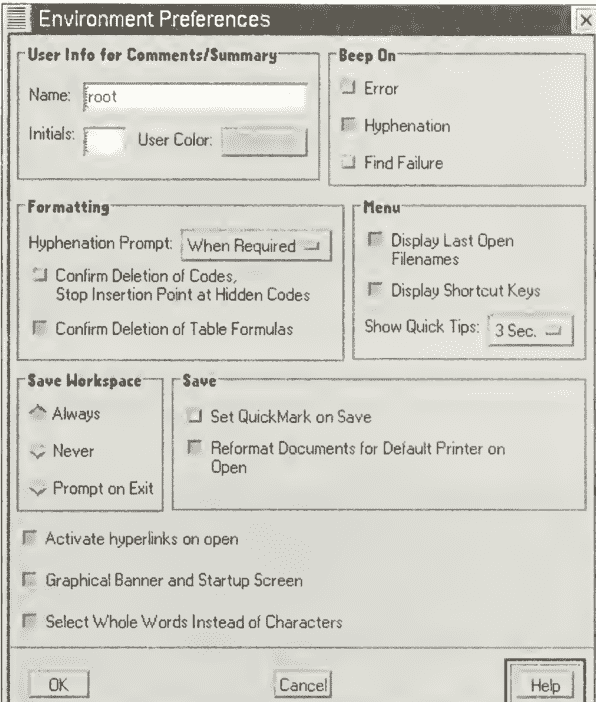 Environment Preferences
User Info for Comments/Summary
Name: root
Initials: User Color:
Beep On
Error
Hyphenation
Find Failure
Formatting
Hyphenation Prompt: When Required
Confirm Deletion of Codes,
Stop Insertion Point at Hidden Codes
Confirm Deletion of Table Formulas
Menu
Display Last Open
Filenames
Display Shortcut Keys
Show Quick Tips: 3 Sec.
Save Workspace
Always
Never
Prompt on Exit
Save
Set QuickMark on Save
Reformat Documents for Default Printer on
Open
Activate hyperlinks on open
Graphical Banner and Startup Screen
Select Whole Words Instead of Characters
OK
Cancel
Help